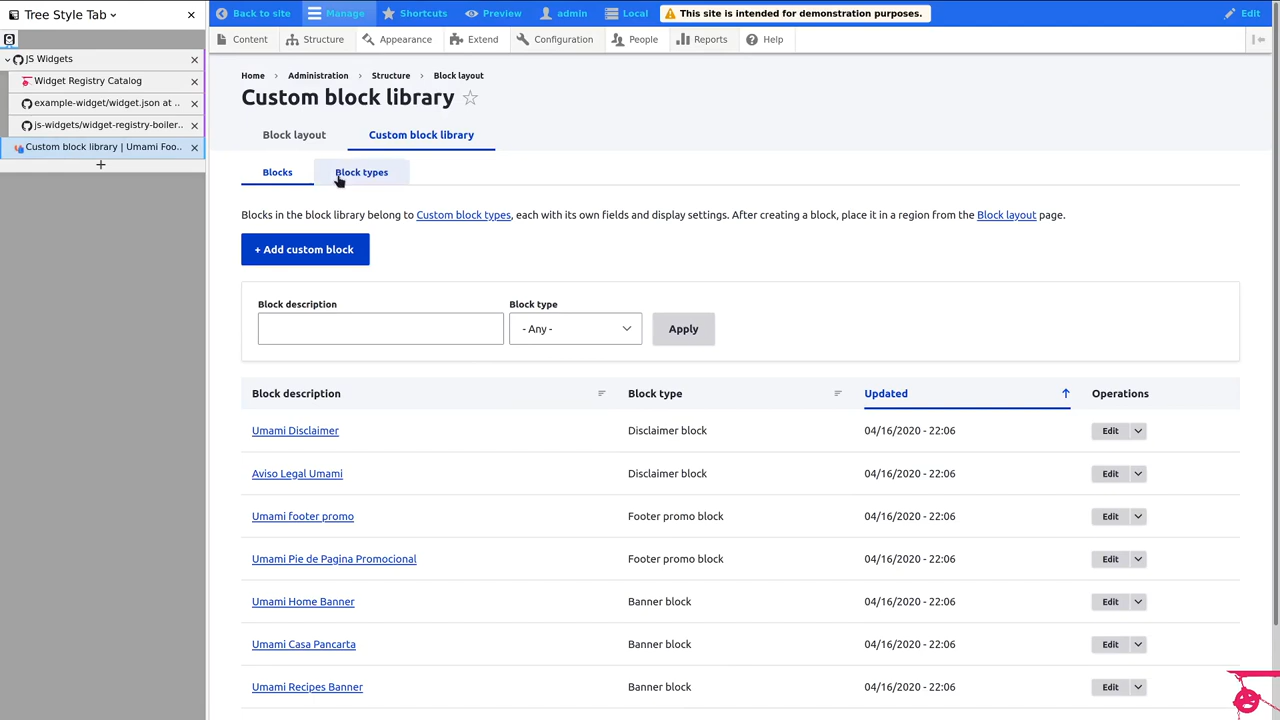 Tree Style Tab
JS Widgets
Widget Registry Catalog
example-widget/widget.json at ..
js-widgets/widget-registry-boiler..
Custom block library | Umami Foo..
Back to site Manage Shortcuts Preview admin Local This site is intended for demonstration purposes. Edit
Content Structure Appearance Extend Configuration People Reports Help
Home › Administration › Structure › Block layout
Custom block library
Block layout Custom block library
Blocks Block types
Blocks in the block library belong to Custom block types, each with its own fields and display settings. After creating a block, place it in a region from the Block layout page.
+ Add custom block
Block description Block type
- Any - Apply
Block description Block type Updated Operations
Umami Disclaimer Disclaimer block 04/16/2020 - 22:06 Edit
Aviso Legal Umami Disclaimer block 04/16/2020 - 22:06 Edit
Umami footer promo Footer promo block 04/16/2020 - 22:06 Edit
Umami Pie de Pagina Promocional Footer promo block 04/16/2020 - 22:06 Edit
Umami Home Banner Banner block 04/16/2020 - 22:06 Edit
Umami Casa Pancarta Banner block 04/16/2020 - 22:06 Edit
Umami Recipes Banner Banner block 04/16/2020 - 22:06 Edit